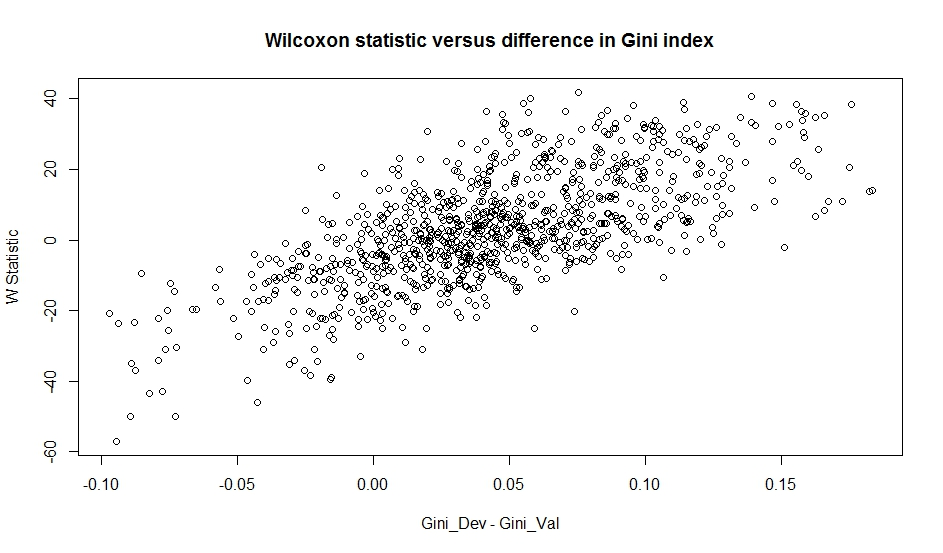 Wilcoxon statistic versus difference in Gini index
40
20
0
-20
-40
-60
W Statistic
-0.10 -0.05 0.00 0.05 0.10 0.15
Gini_Dev - Gini_Val